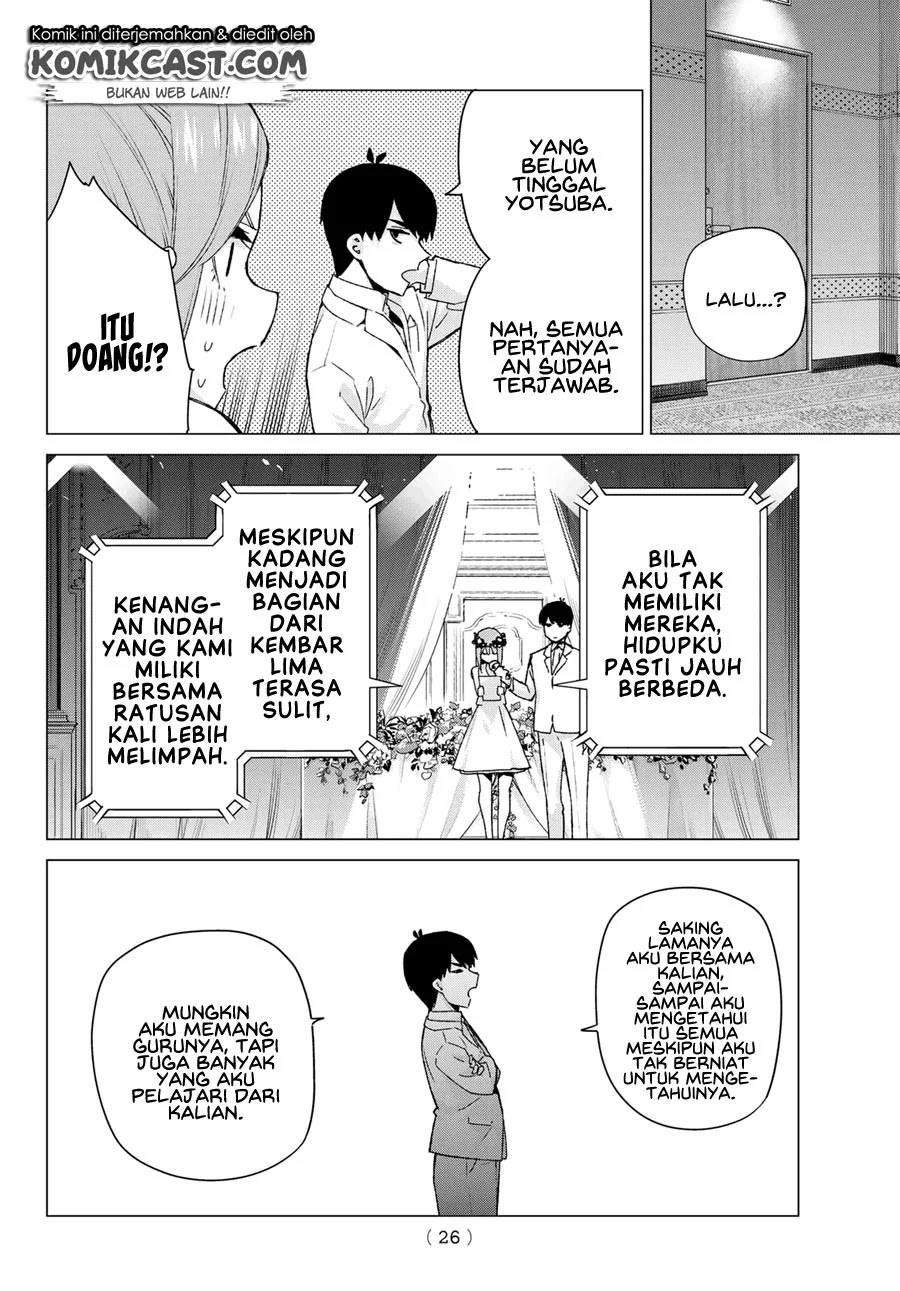 Komik ini diterjemahkan & diedit oleh
KOMIKCAST.COM
BUKAN WEB LAIN!!
LALU...?
YANG
BELUM
TINGGAL
YOTSUBA.
NAH, SEMUA
PERTANYA-
AN SUDAH
TERJAWAB.
ITU
DOANG!?
BILA
AKU TAK
MEMILIKI
MEREKA,
HIDUPKU
PASTI JAUH
BERBEDA.
MESKIPUN
KADANG
MENJADI
BAGIAN
DARI
KEMBAR
LIMA
TERASA
SULIT,
KENANG-
AN INDAH
YANG KAMI
MILIKI
BERSAMA
RATUSAN
KALI LEBIH
MELIMPAH.
SAKING
LAMANYA
AKU BERSAMA
KALIAN,
SAMPAI-
SAMPAI AKU
MENGETAHUI
ITU SEMUA
MESKIPUN AKU
TAK BERNIAT
UNTUK MENGE-
TAHUINYA.
MUNGKIN
AKU MEMANG
GURUNYA, TAPI
JUGA BANYAK
YANG AKU
PELAJARI DARI
KALIAN.
( 26 )